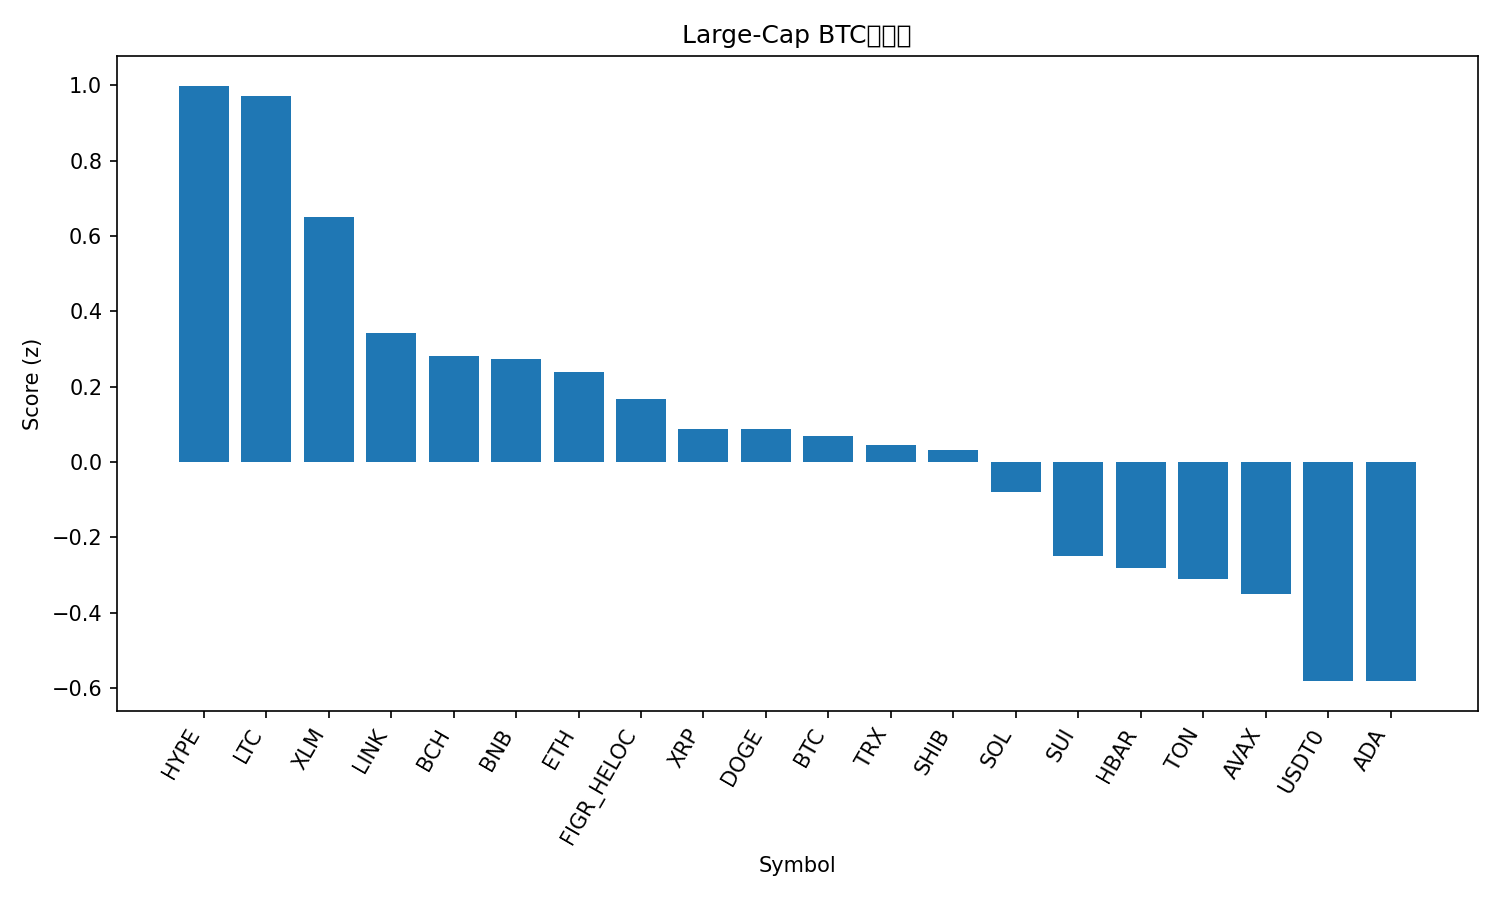 Large-Cap BTC
Score (z)
1.0
0.8
0.6
0.4
0.2
0.0
−0.2
−0.4
−0.6
HYPE
LTC
XLM
LINK
BCH
BNB
ETH
FIGR_HELOC
XRP
DOGE
BTC
TRX
SHIB
SOL
SUI
HBAR
TON
AVAX
USDT0
ADA
Symbol